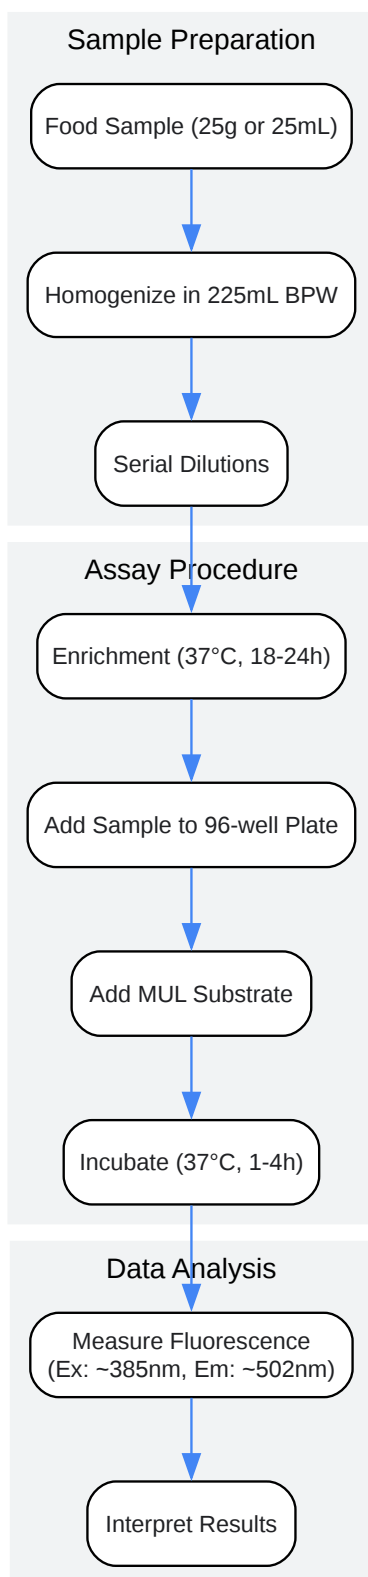 Sample Preparation
Food Sample (25g or 25mL)
Homogenize in 225mL BPW
Serial Dilutions
Assay Procedure
Enrichment (37°C, 18-24h)
Add Sample to 96-well Plate
Add MUL Substrate
Incubate (37°C, 1-4h)
Data Analysis
Measure Fluorescence
(Ex: ~385nm, Em: ~502nm)
Interpret Results